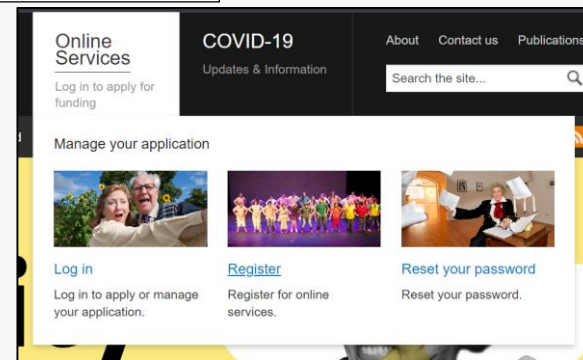 Online
Services
Log in to apply for
funding
COVID-19
Updates & Information
About Contact us Publications
Search the site...
Manage your application
Log in
Log in to apply or manage
your application.
Register
Register for online
services.
Reset your password
Reset your password.